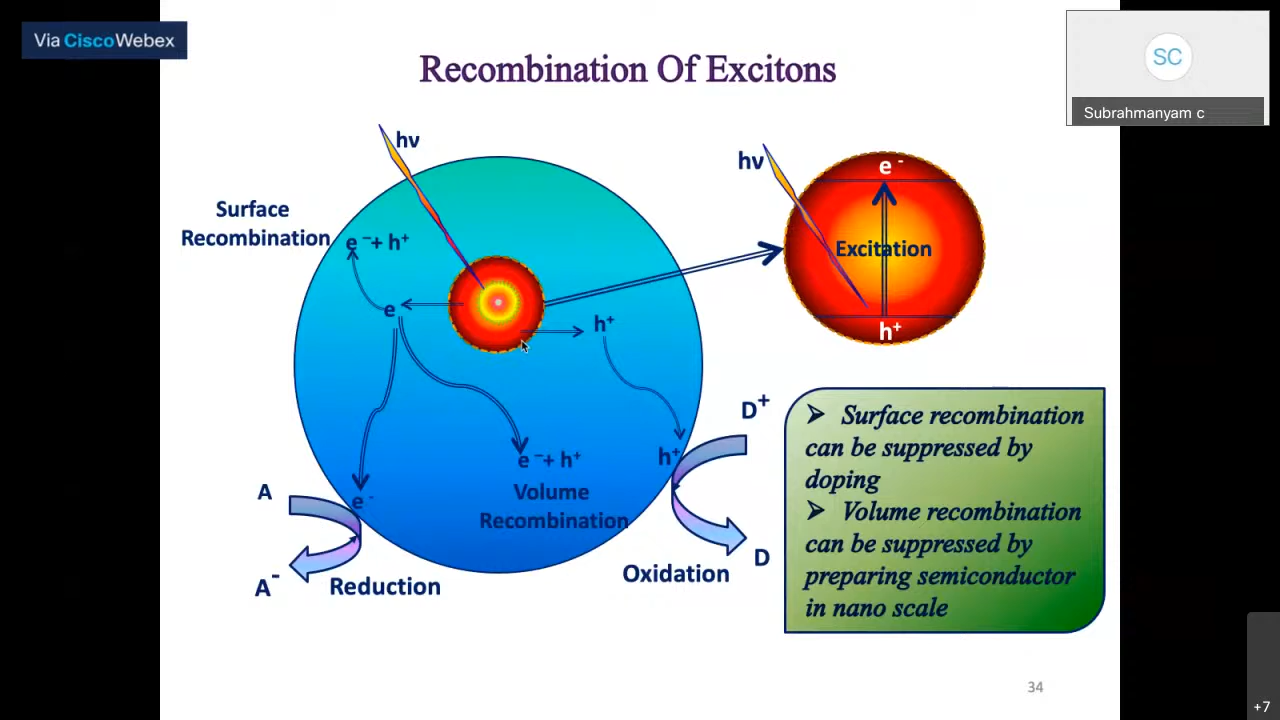 Via CiscoWebex
SC
Subrahmanyam c
Recombination Of Excitons
hν
hν
e -
Excitation
h+
Surface
Recombination
e –+ h+
e
h+
D+
h+
e –+ h+
Volume
Recombination
A
e -
A-
Reduction
Oxidation
D
➢ Surface recombination
can be suppressed by
doping
➢ Volume recombination
can be suppressed by
preparing semiconductor
in nano scale
34
+7